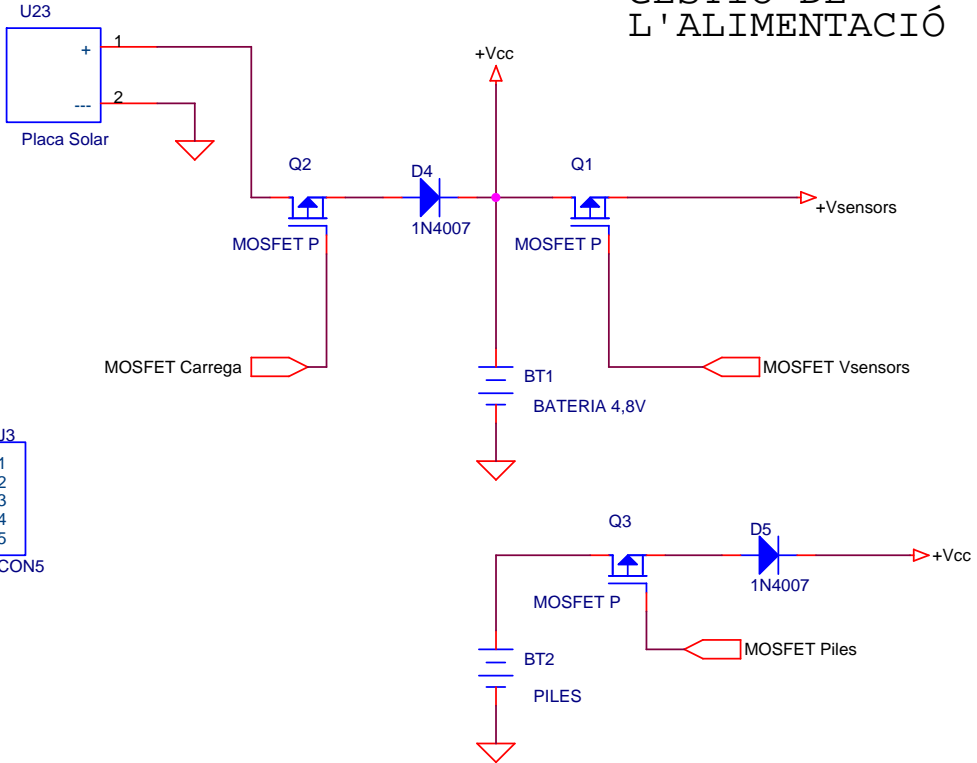 GESTIÓ DE
L'ALIMENTACIÓ
U23
1
+
2
---
Placa Solar
+Vcc
Q2
D4
Q1
1N4007
+Vsensors
MOSFET P
MOSFET P
MOSFET Carrega
MOSFET Vsensors
BT1
BATERIA 4,8V
J3
1
2
3
4
5
CON5
Q3
D5
+Vcc
1N4007
MOSFET P
MOSFET Piles
BT2
PILES